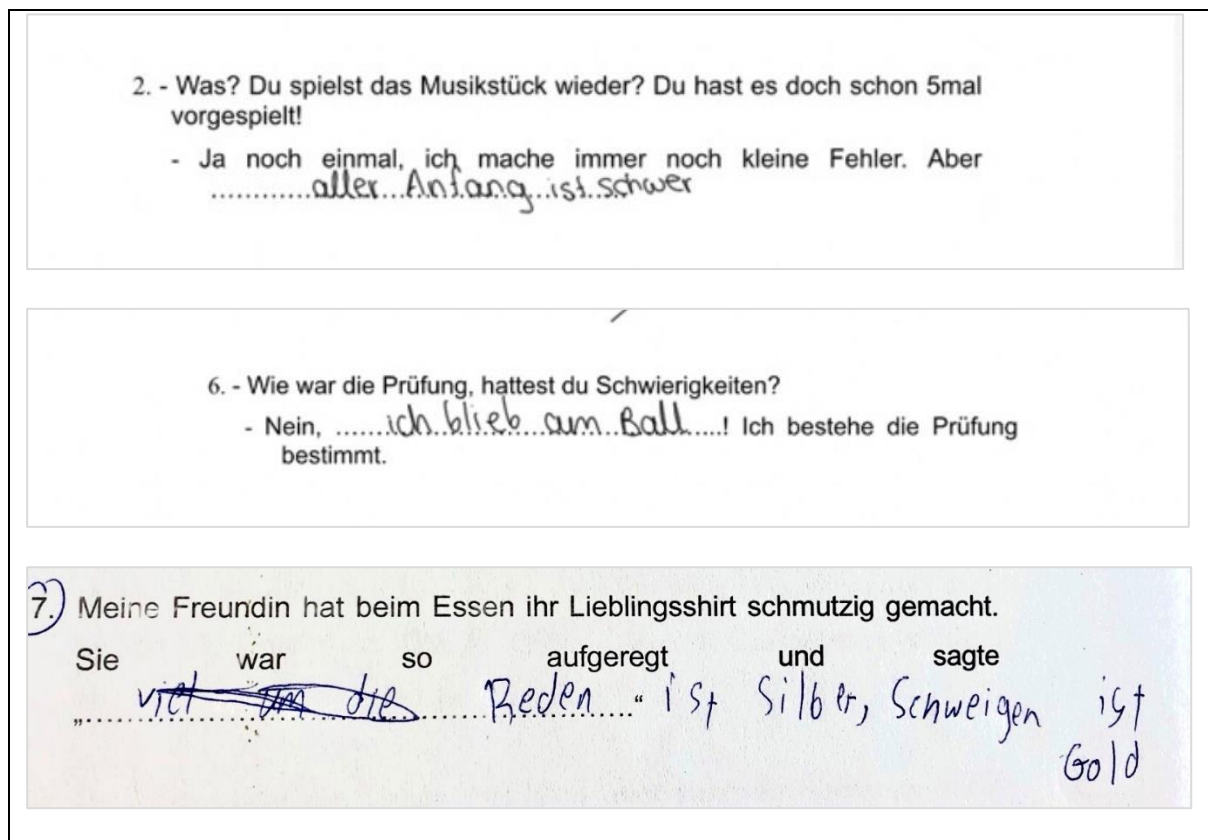 2. - Was? Du spielst das Musikstück wieder? Du hast es doch schon 5mal
vorgespielt!
- Ja noch einmal, ich mache immer noch kleine Fehler. Aber
............aller Anfang ist schwer
6. - Wie war die Prüfung, hattest du Schwierigkeiten?
- Nein, ......ich blieb am Ball....! Ich bestehe die Prüfung
bestimmt.
7.) Meine Freundin hat beim Essen ihr Lieblingsshirt schmutzig gemacht.
Sie war so aufgeregt und sagte
„.......... Reden....“ ist Silber, Schweigen ist
Gold